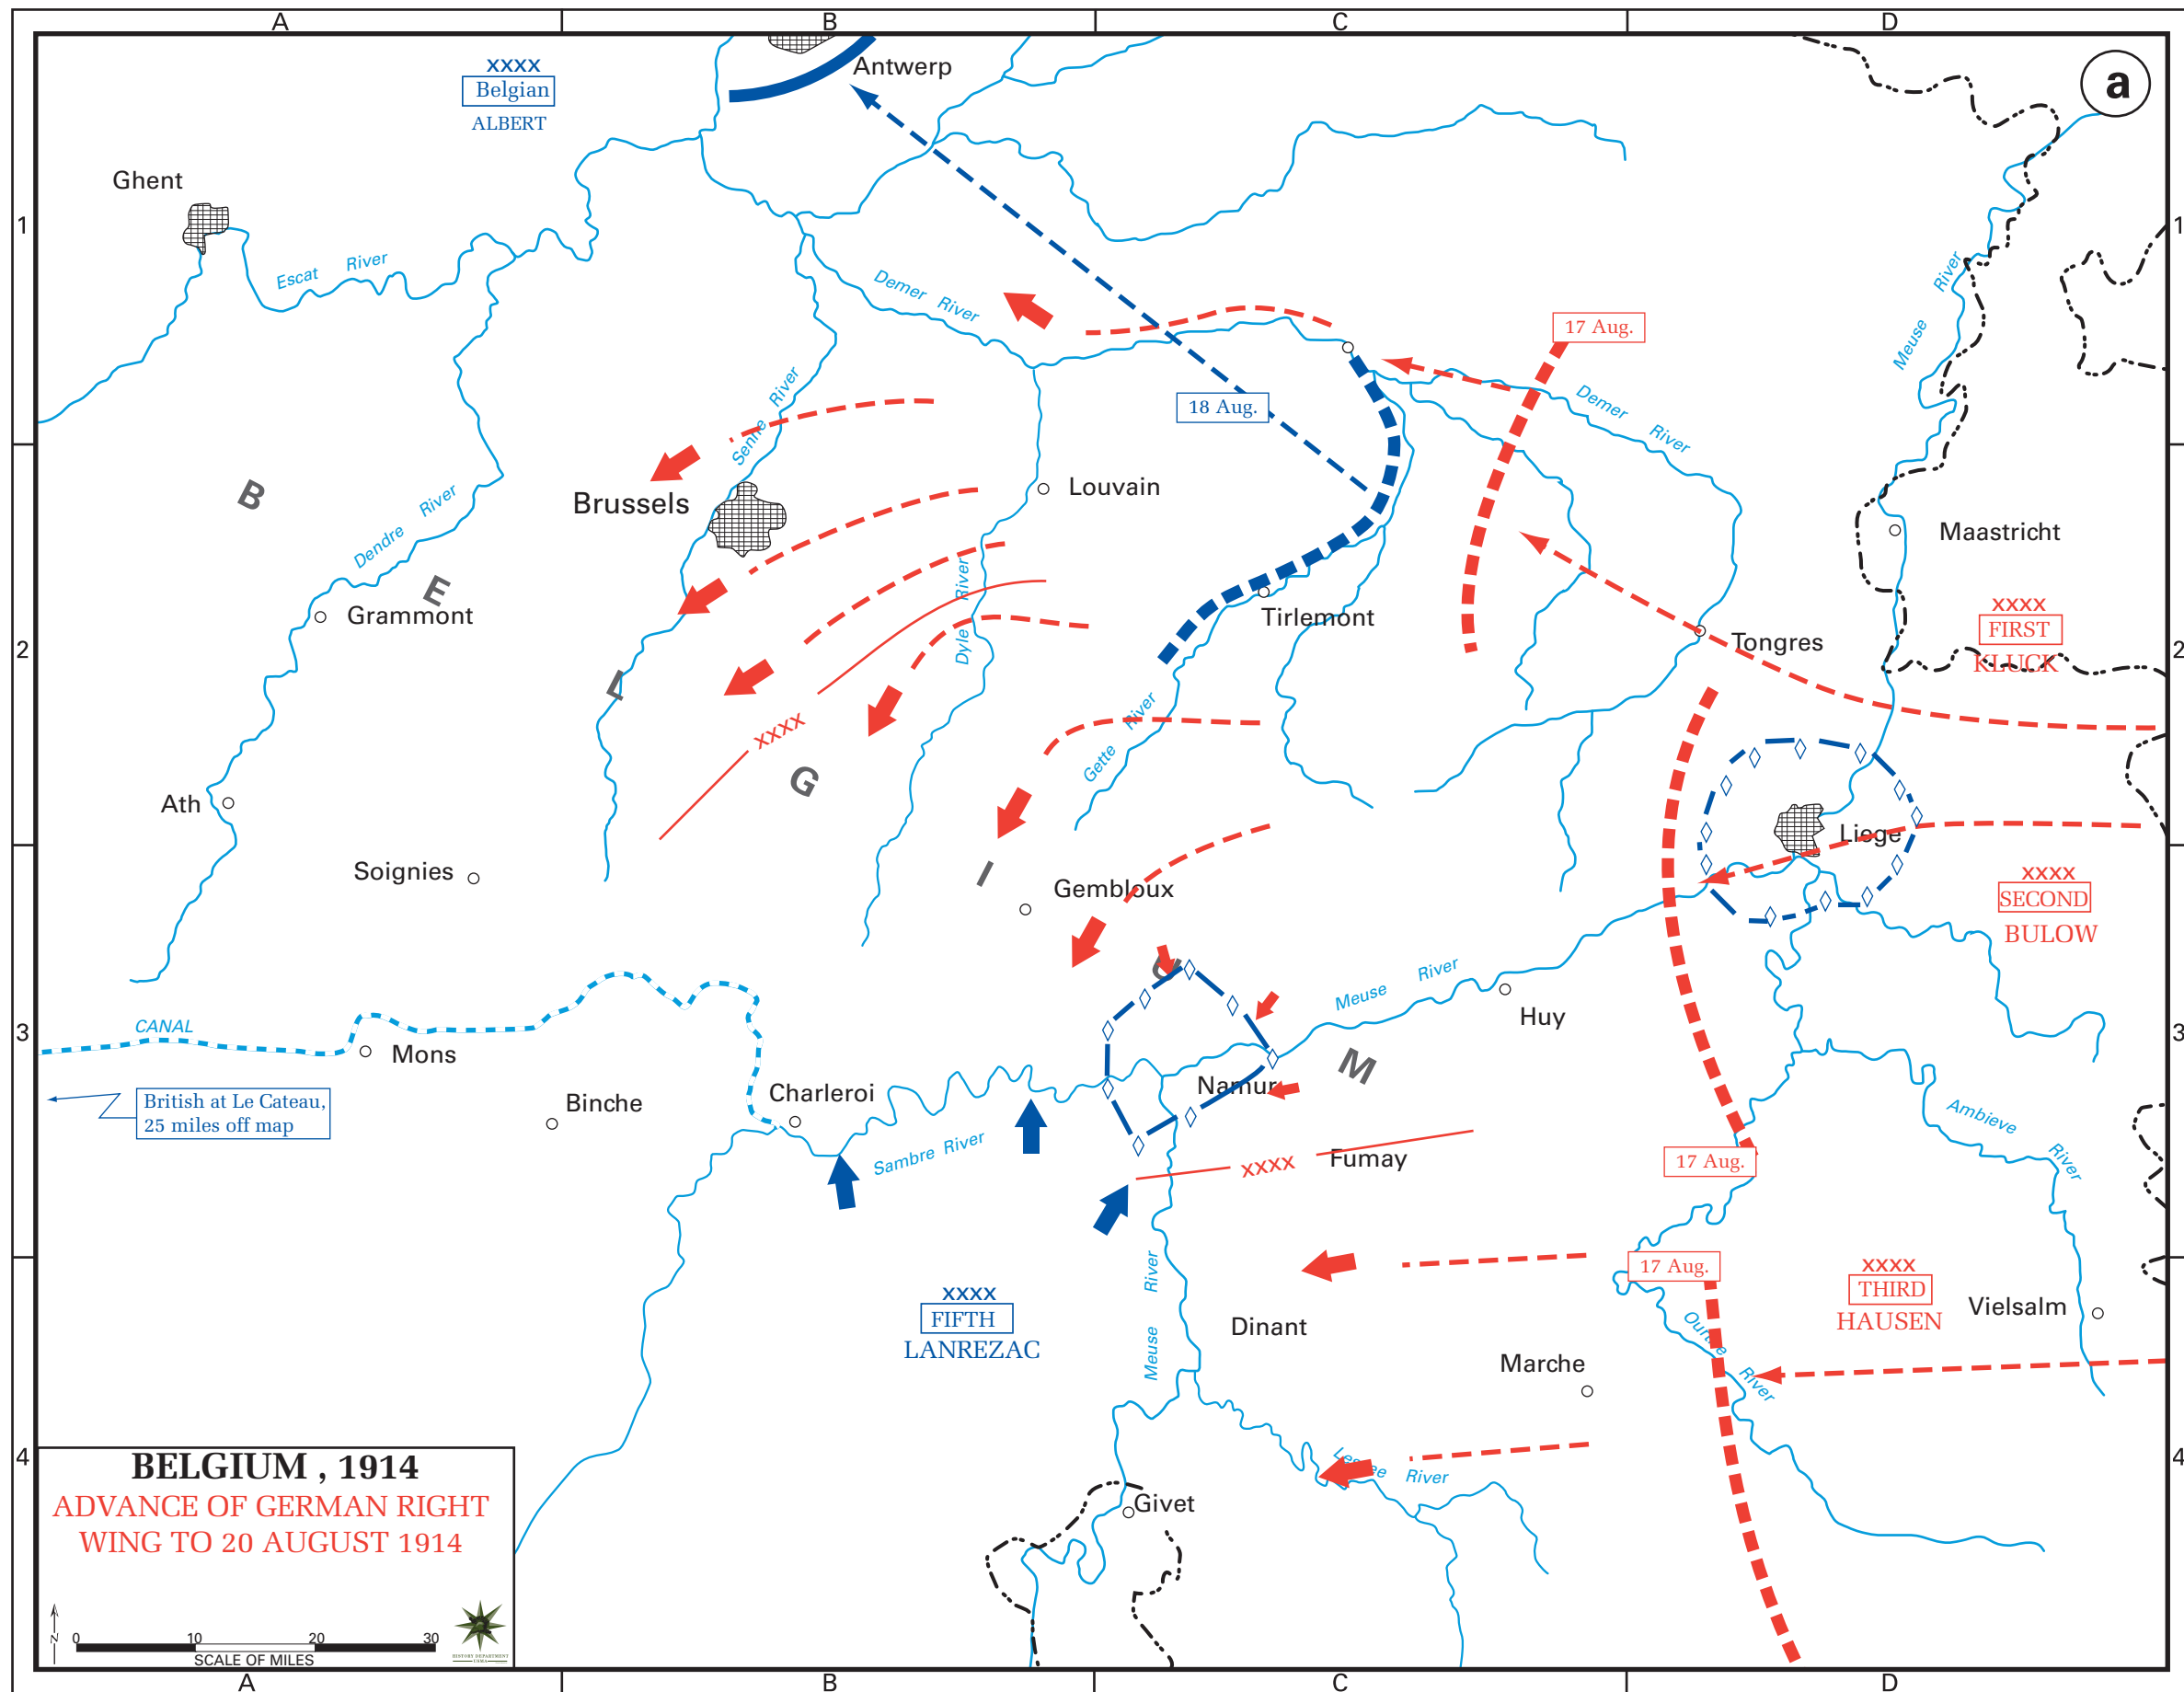 A B C D
a
Antwerp
xxxx
Belgian
ALBERT
Ghent
1
1
Escat River
Demer River
17 Aug.
Meuse River
18 Aug.
Demer River
Senne River
B
Brussels
Louvain
Maastricht
Dendre River
E
Grammont
Dyle River
Tirlemont
xxxx
FIRST
KLUCK
Tongres
2
2
L
Gette River
xxxx
G
Ath
Liege
Soignies
I
Gembloux
xxxx
SECOND
BULOW
U
Meuse River
Huy
CANAL
3
3
Mons
M
Namur
Charleroi
Binche
British at Le Cateau,
25 miles off map
Ambieve River
Sambre River
xxxx
Fumay
17 Aug.
Meuse River
17 Aug.
xxxx
THIRD
HAUSEN
Vielsalm
xxxx
FIFTH
LANREZAC
Dinant
River
Marche
4
4
River
Givet
BELGIUM , 1914
ADVANCE OF GERMAN RIGHT
WING TO 20 AUGUST 1914
N
0 10 20 30
SCALE OF MILES
HISTORY DEPARTMENT
USMA
A B C D